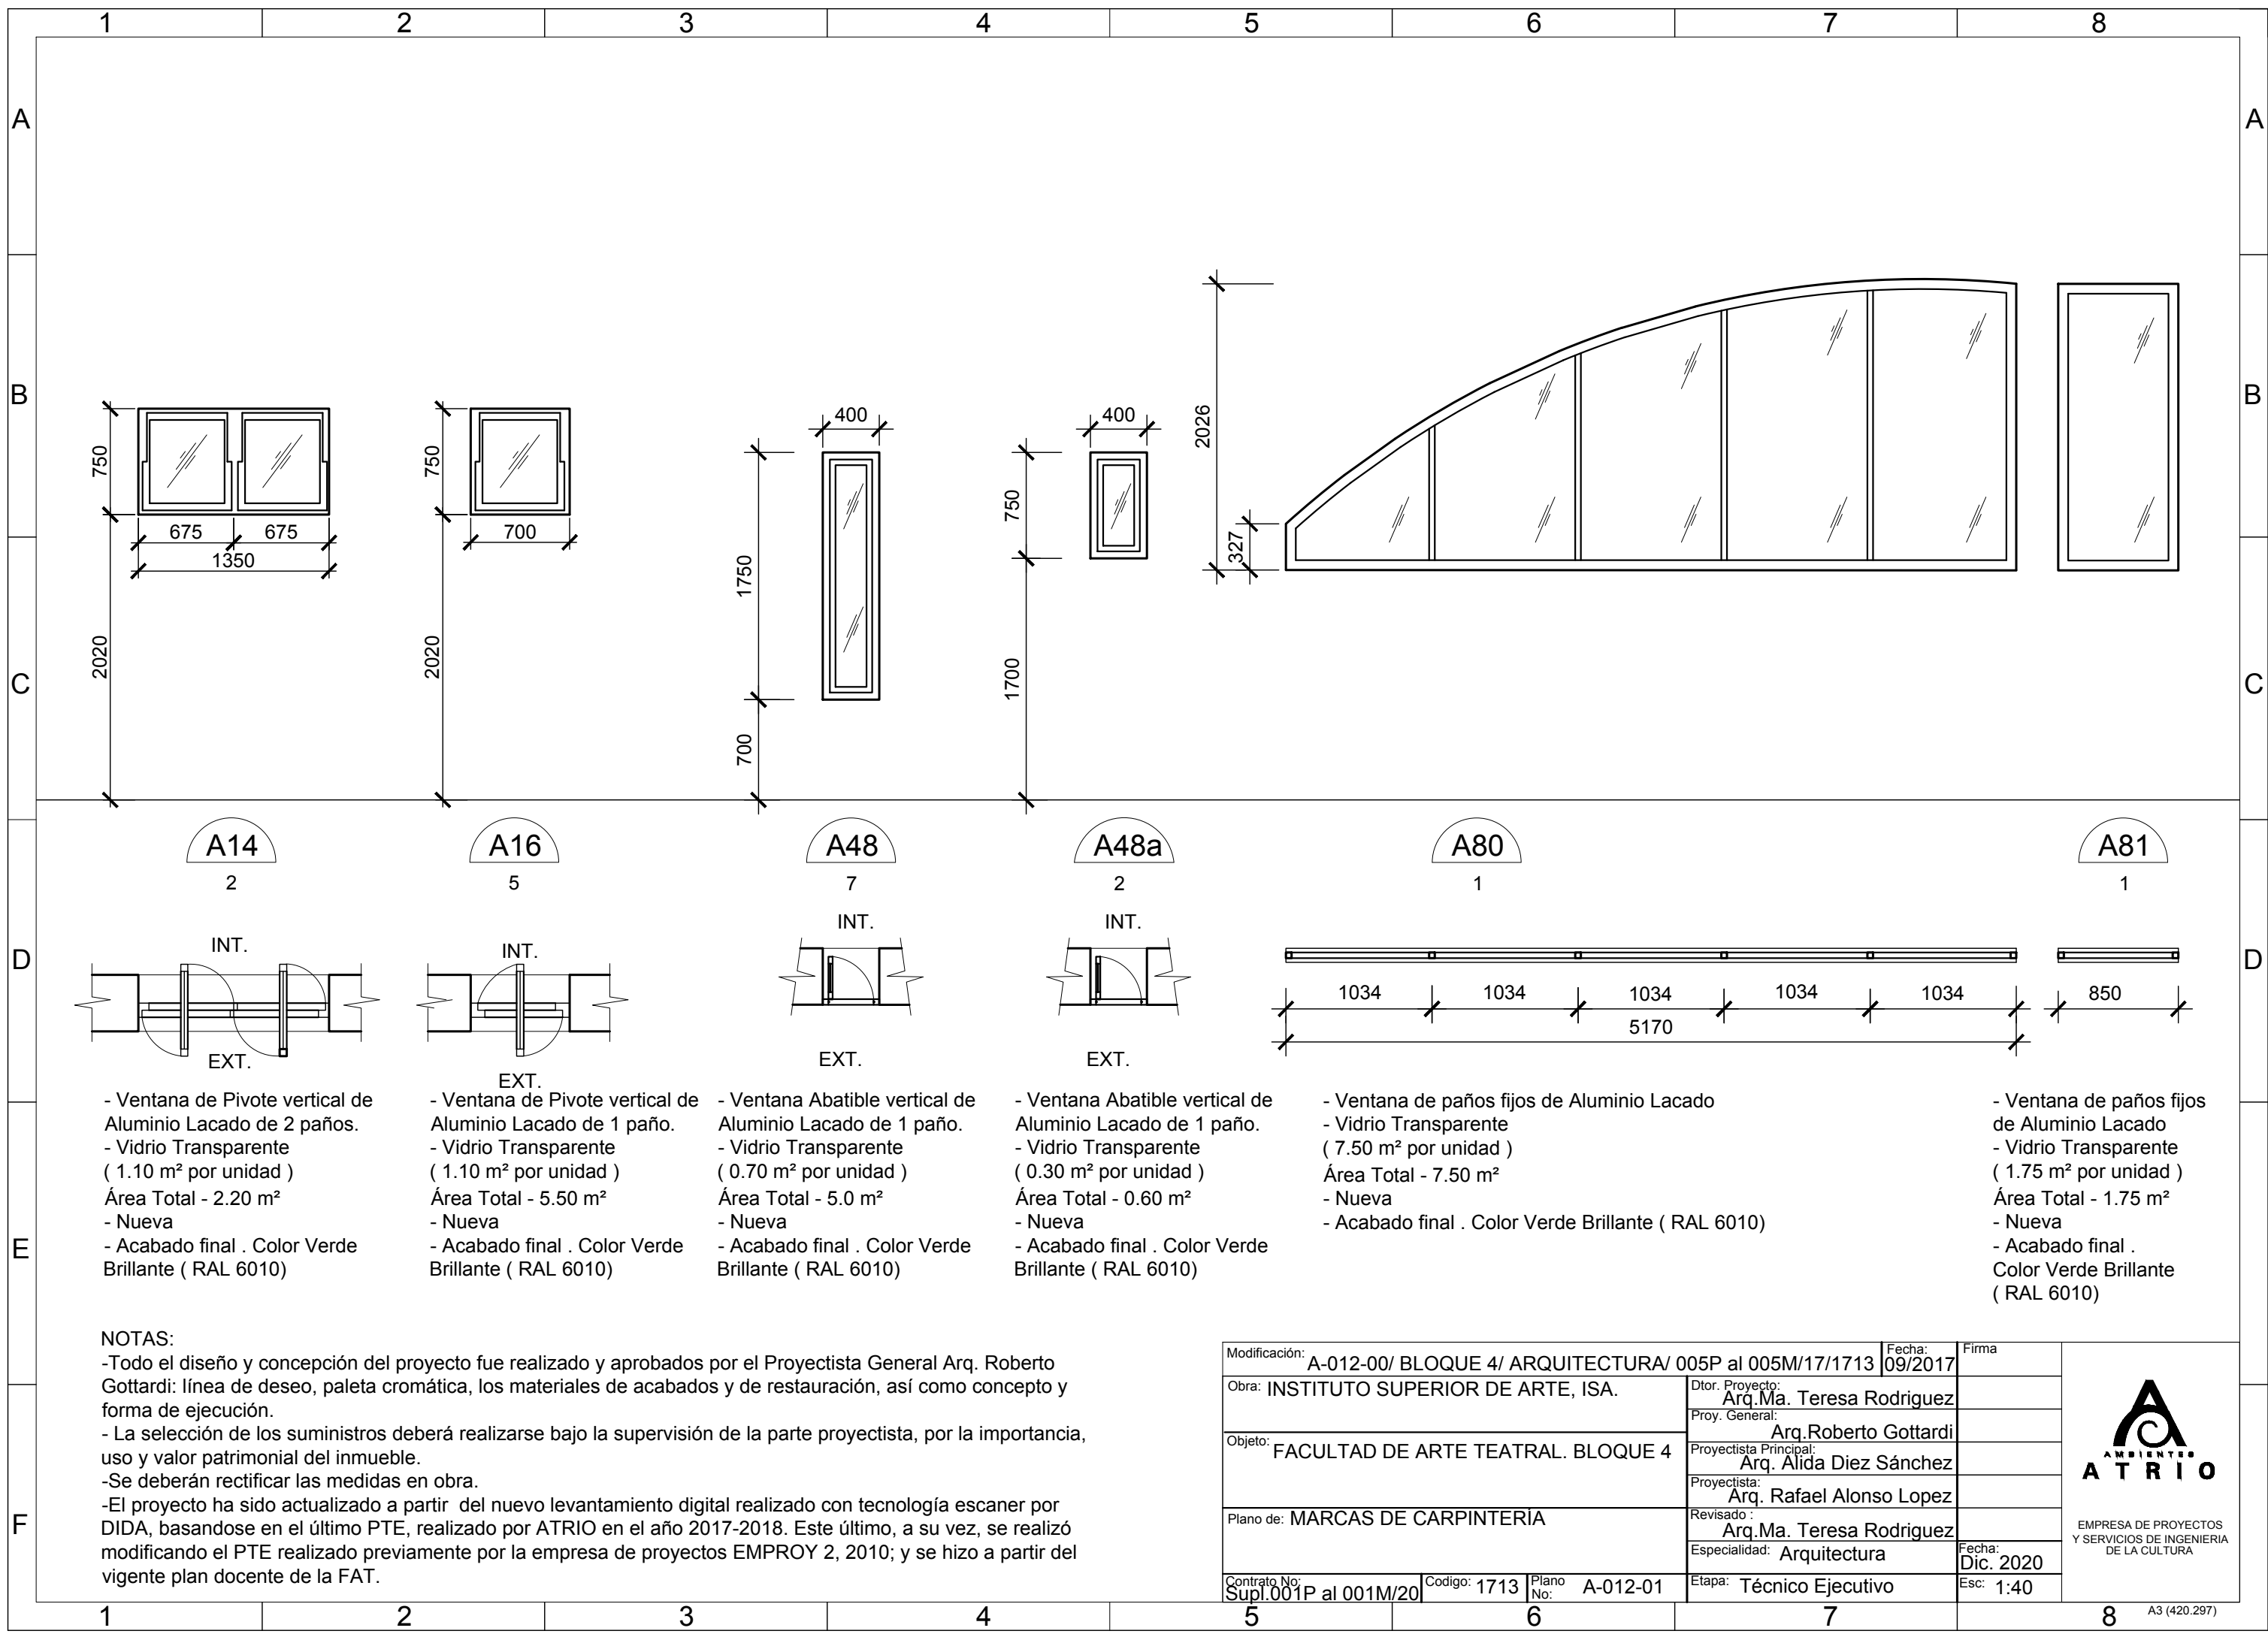 1 2 3 4 5 6 7 8
A A
B B
C C
D D
E
F
750
675 675
1350
2020
750
700
2020
400
1750
700
400
750
1700
2026
327
A14
2
A16
5
A48
7
A48a
2
A80
1
A81
1
INT.
EXT.
INT.
EXT.
INT.
EXT.
INT.
EXT.
1034 1034 1034 1034 1034
5170
850
- Ventana de Pivote vertical de
Aluminio Lacado de 2 paños.
- Vidrio Transparente
( 1.10 m² por unidad )
Área Total - 2.20 m²
- Nueva
- Acabado final . Color Verde
Brillante ( RAL 6010)
- Ventana de Pivote vertical de
Aluminio Lacado de 1 paño.
- Vidrio Transparente
( 1.10 m² por unidad )
Área Total - 5.50 m²
- Nueva
- Acabado final . Color Verde
Brillante ( RAL 6010)
- Ventana Abatible vertical de
Aluminio Lacado de 1 paño.
- Vidrio Transparente
( 0.70 m² por unidad )
Área Total - 5.0 m²
- Nueva
- Acabado final . Color Verde
Brillante ( RAL 6010)
- Ventana Abatible vertical de
Aluminio Lacado de 1 paño.
- Vidrio Transparente
( 0.30 m² por unidad )
Área Total - 0.60 m²
- Nueva
- Acabado final . Color Verde
Brillante ( RAL 6010)
- Ventana de paños fijos de Aluminio Lacado
- Vidrio Transparente
( 7.50 m² por unidad )
Área Total - 7.50 m²
- Nueva
- Acabado final . Color Verde Brillante ( RAL 6010)
- Ventana de paños fijos
de Aluminio Lacado
- Vidrio Transparente
( 1.75 m² por unidad )
Área Total - 1.75 m²
- Nueva
- Acabado final .
Color Verde Brillante
( RAL 6010)
NOTAS:
-Todo el diseño y concepción del proyecto fue realizado y aprobados por el Proyectista General Arq. Roberto
Gottardi: línea de deseo, paleta cromática, los materiales de acabados y de restauración, así como concepto y
forma de ejecución.
- La selección de los suministros deberá realizarse bajo la supervisión de la parte proyectista, por la importancia,
uso y valor patrimonial del inmueble.
-Se deberán rectificar las medidas en obra.
-El proyecto ha sido actualizado a partir del nuevo levantamiento digital realizado con tecnología escaner por
DIDA, basandose en el último PTE, realizado por ATRIO en el año 2017-2018. Este último, a su vez, se realizó
modificando el PTE realizado previamente por la empresa de proyectos EMPROY 2, 2010; y se hizo a partir del
vigente plan docente de la FAT.
Modificación: A-012-00/ BLOQUE 4/ ARQUITECTURA/ 005P al 005M/17/1713
Fecha: 09/2017
Firma
Obra: INSTITUTO SUPERIOR DE ARTE, ISA.
Dtor. Proyecto: Arq.Ma. Teresa Rodriguez
Proy. General: Arq.Roberto Gottardi
Objeto: FACULTAD DE ARTE TEATRAL. BLOQUE 4
Proyectista Principal: Arq. Alida Diez Sánchez
Proyectista: Arq. Rafael Alonso Lopez
Plano de: MARCAS DE CARPINTERÍA
Revisado : Arq.Ma. Teresa Rodriguez
Especialidad: Arquitectura
Fecha: Dic. 2020
Contrato No: Supl.001P al 001M/20
Codigo: 1713
Plano No: A-012-01
Etapa: Técnico Ejecutivo
Esc: 1:40
AMBIENTES
ATRIO
EMPRESA DE PROYECTOS
Y SERVICIOS DE INGENIERIA
DE LA CULTURA
1 2 3 4 5 6 7 8
A3 (420.297)